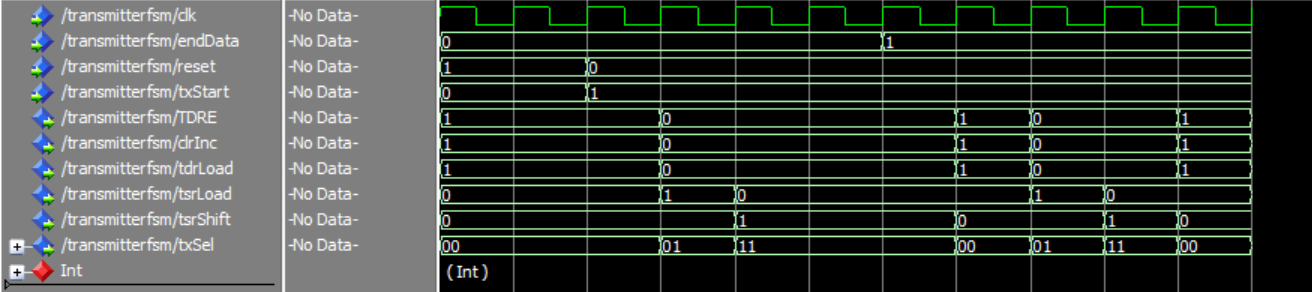 /transmitterfsm/clk -No Data-
/transmitterfsm/endData -No Data- 0 1
/transmitterfsm/reset -No Data- 1 0
/transmitterfsm/txStart -No Data- 0 1
/transmitterfsm/TDRE -No Data- 1 0 1 0 1
/transmitterfsm/clrInc -No Data- 1 0 1 0 1
/transmitterfsm/tdrLoad -No Data- 1 0 1 0 1
/transmitterfsm/tsrLoad -No Data- 0 1 0 1 0
/transmitterfsm/tsrShift -No Data- 0 1 0 1 0
/transmitterfsm/txSel -No Data- 00 01 11 00 01 11 00
Int (Int)